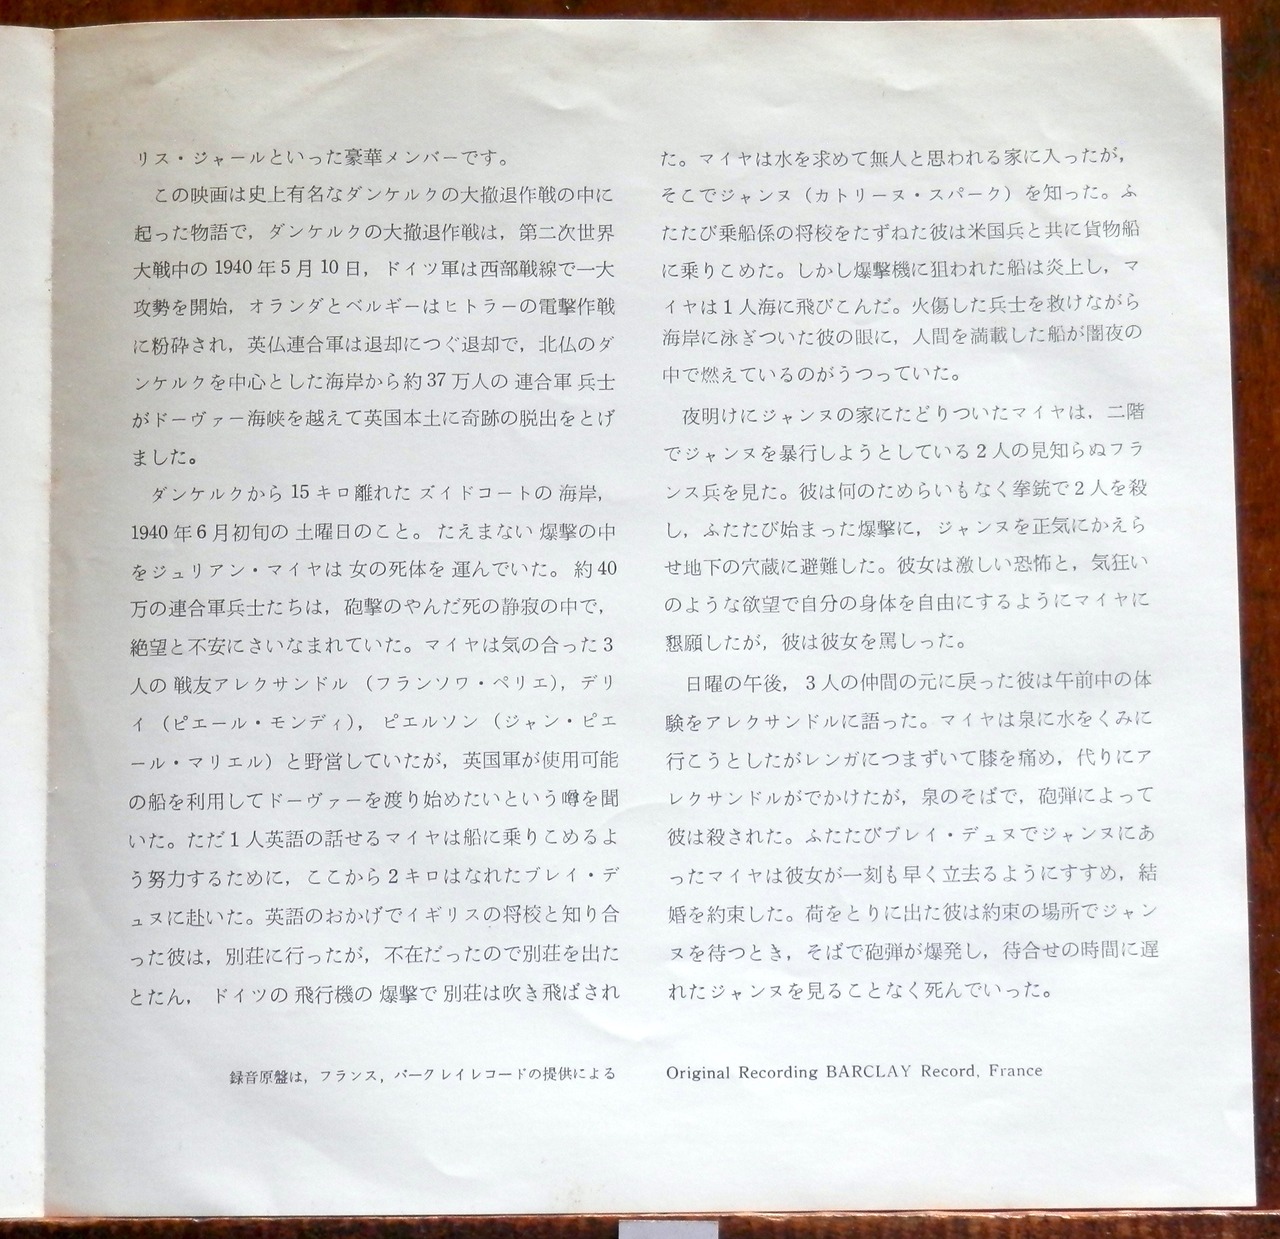 リス・ジャールといった豪華メンバーです。
この映画は史上有名なダンケルクの大撤退作戦の中に
起った物語で，ダンケルクの大撤退作戦は，第二次世界
大戦中の1940年5月10日，ドイツ軍は西部戦線で一大
攻勢を開始，オランダとベルギーはヒトラーの電撃作戦
に粉砕され，英仏連合軍は退却につぐ退却で，北仏のダ
ンケルクを中心とした海岸から約37万人の連合軍兵士
がドーヴァー海峡を越えて英国本土に奇跡の脱出をとげ
ました。
ダンケルクから15キロ離れたズイドコートの海岸，
1940年6月初旬の土曜日のこと。たえまない爆撃の中
をジュリアン・マイヤは女の死体を運んでいた。約40
万の連合軍兵士たちは，砲撃のやんだ死の静寂の中で，
絶望と不安にさいなまれていた。マイヤは気の合った3
人の戦友アレクサンドル（フランソワ・ペリエ），デリ
イ（ピエール・モンディ），ピエルソン（ジャン・ピエ
ール・マリエル）と野営していたが，英国軍が使用可能
の船を利用してドーヴァーを渡り始めたいという噂を聞
いた。ただ1人英語の話せるマイヤは船に乗りこめるよ
う努力するために，ここから2キロはなれたブレイ・デ
ュヌに赴いた。英語のおかげでイギリスの将校と知り合
った彼は，別荘に行ったが，不在だったので別荘を出た
とたん，ドイツの飛行機の爆撃で別荘は吹き飛ばされ
た。マイヤは水を求めて無人と思われる家に入ったが，
そこでジャンヌ（カトリーヌ・スパーク）を知った。ふ
たたび乗船係の将校をたずねた彼は米国兵と共に貨物船
に乗りこめた。しかし爆撃機に狙われた船は炎上し，マ
イヤは1人海に飛びこんだ。火傷した兵士を救けながら
海岸に泳ぎついた彼の眼に，人間を満載した船が闇夜の
中で燃えているのがうつっていた。
夜明けにジャンヌの家にたどりついたマイヤは，二階
でジャンヌを暴行しようとしている2人の見知らぬフラ
ンス兵を見た。彼は何のためらいもなく拳銃で2人を殺
し，ふたたび始まった爆撃に，ジャンヌを正気にかえら
せ地下の穴蔵に避難した。彼女は激しい恐怖と，気狂い
のような欲望で自分の身体を自由にするようにマイヤに
懇願したが，彼は彼女を罵しった。
日曜の午後，3人の仲間の元に戻った彼は午前中の体
験をアレクサンドルに語った。マイヤは泉に水をくみに
行こうとしたがレンガにつまずいて膝を痛め，代りにア
レクサンドルがでかけたが，泉のそばで，砲弾によって
彼は殺された。ふたたびブレイ・デュヌでジャンヌにあ
ったマイヤは彼女が一刻も早く立去るようにすすめ，結
婚を約束した。荷をとりに出た彼は約束の場所でジャン
ヌを待つとき，そばで砲弾が爆発し，待合せの時間に遅
れたジャンヌを見ることなく死んでいった。
録音原盤は，フランス，バークレイレコードの提供による
Original Recording BARCLAY Record, France